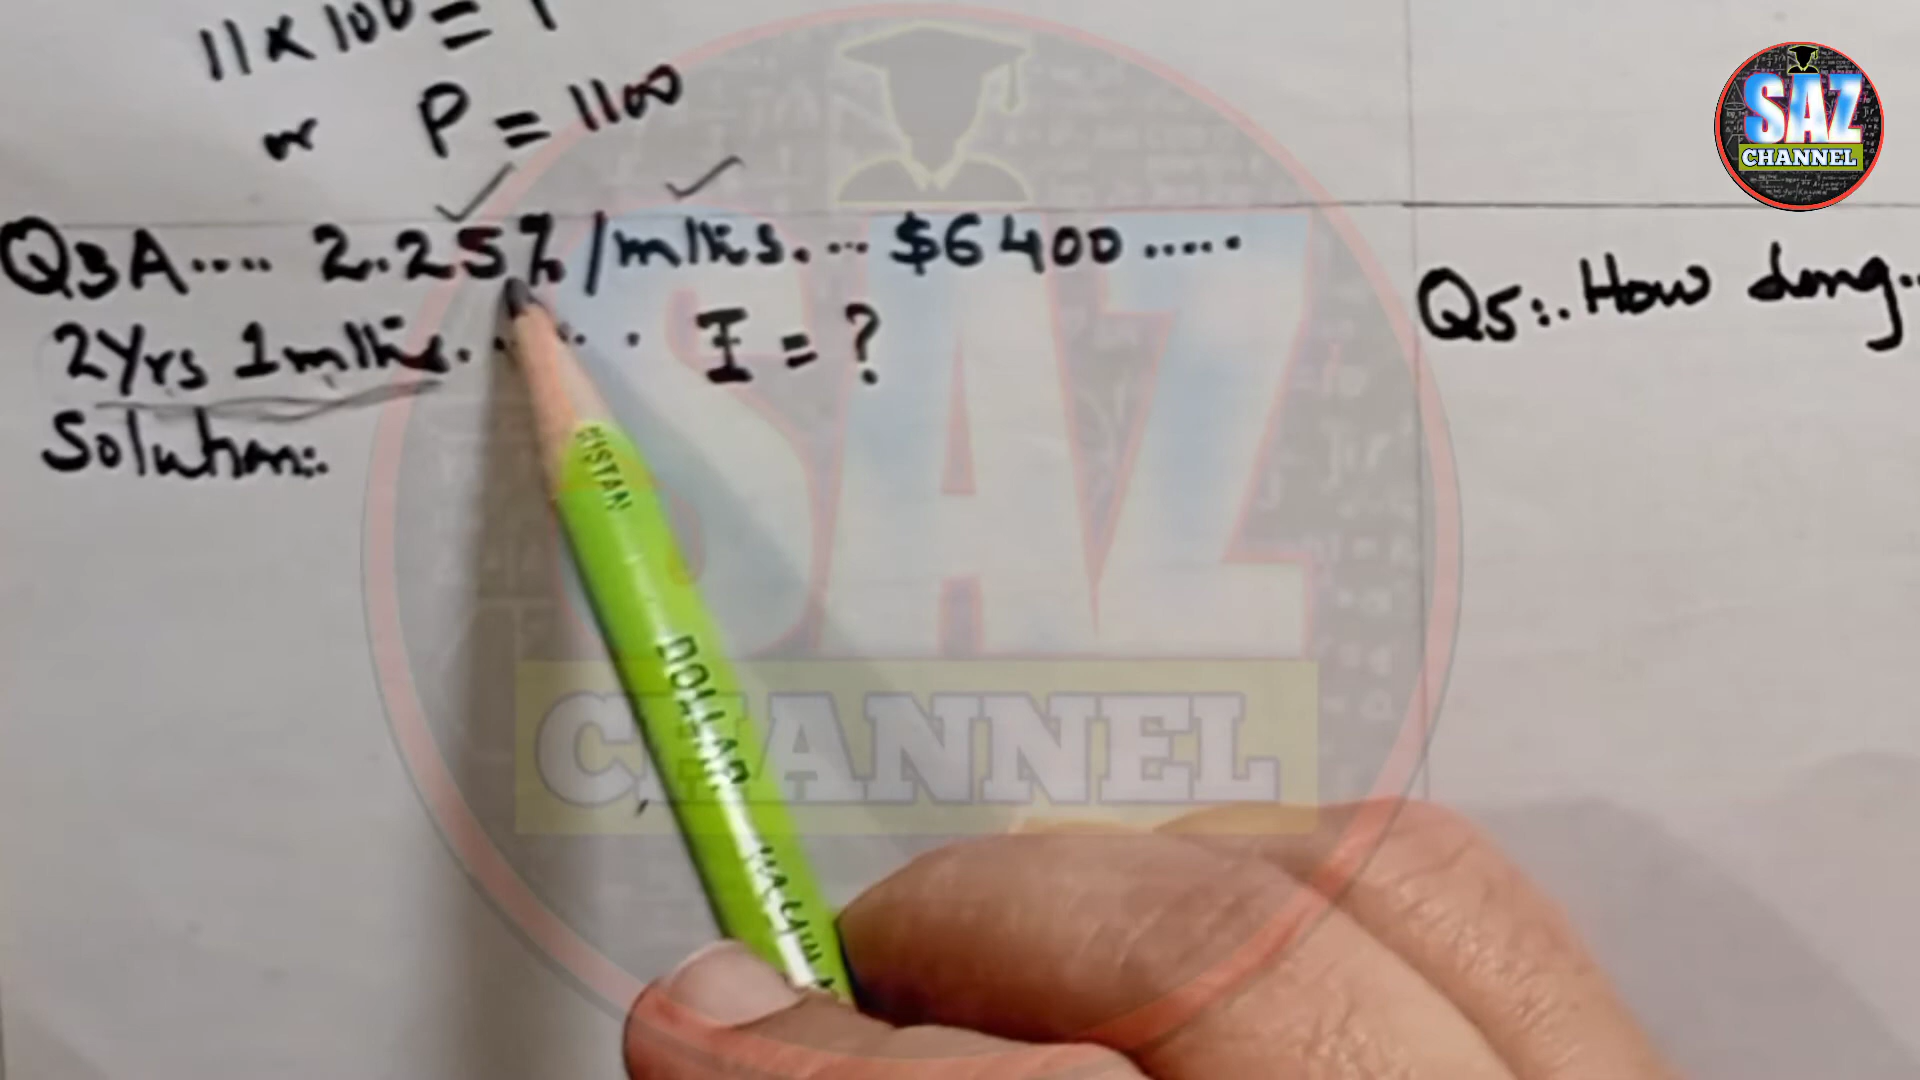 11 × 100 = P
or P = 1100
Q3A.... 2.25% / mths. ... $6400 .....
2Yrs 1mths. ..... I = ?
Solution:.
Q5:. How long..
SAZ
CHANNEL
SAZ
CHANNEL
DOLLAR